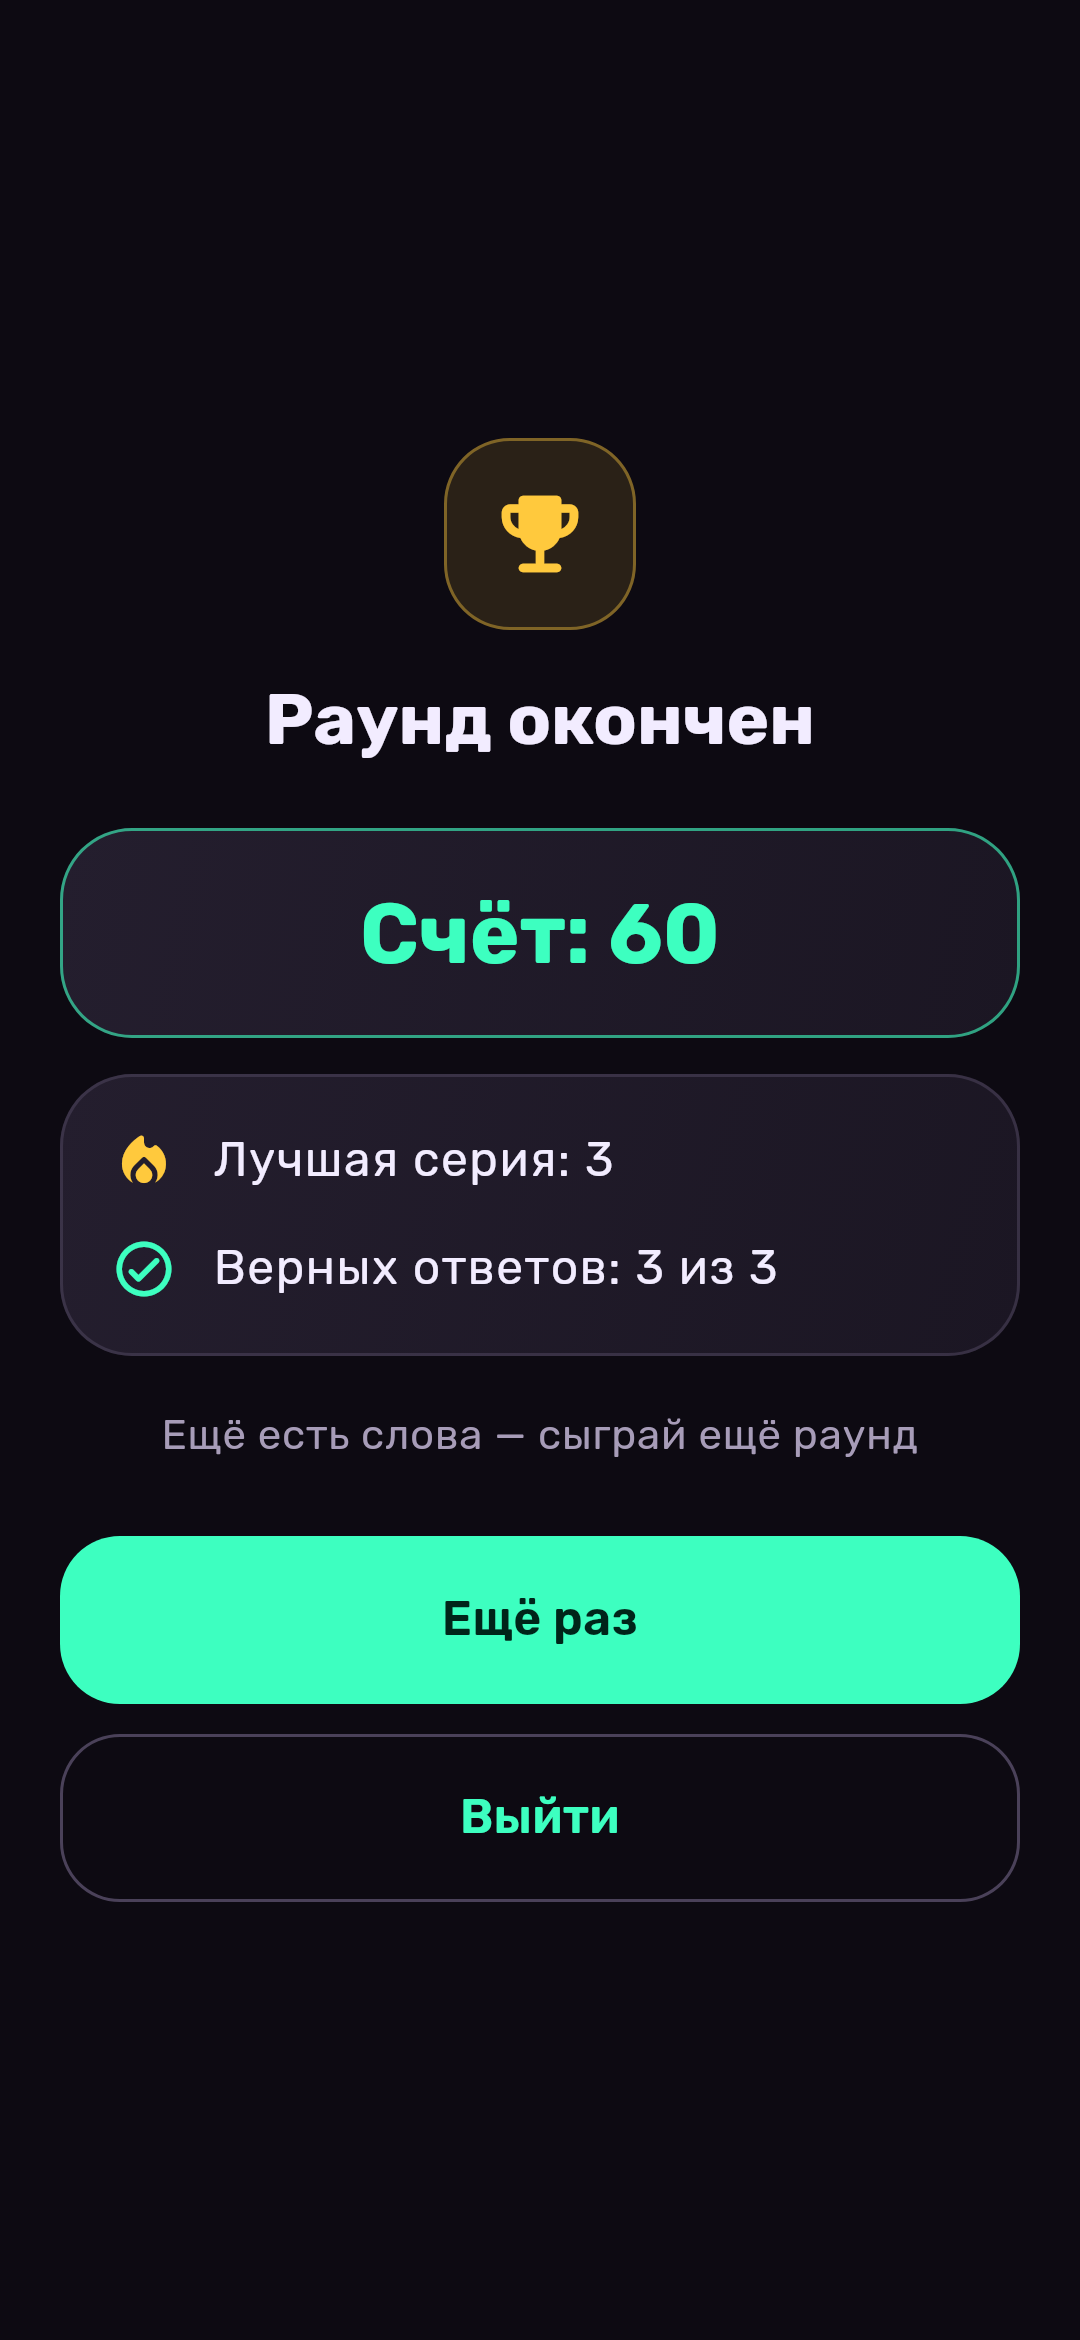 Раунд окончен
Счёт: 60
Лучшая серия: 3
Верных ответов: 3 из 3
Ещё есть слова — сыграй ещё раунд
Ещё раз
Выйти